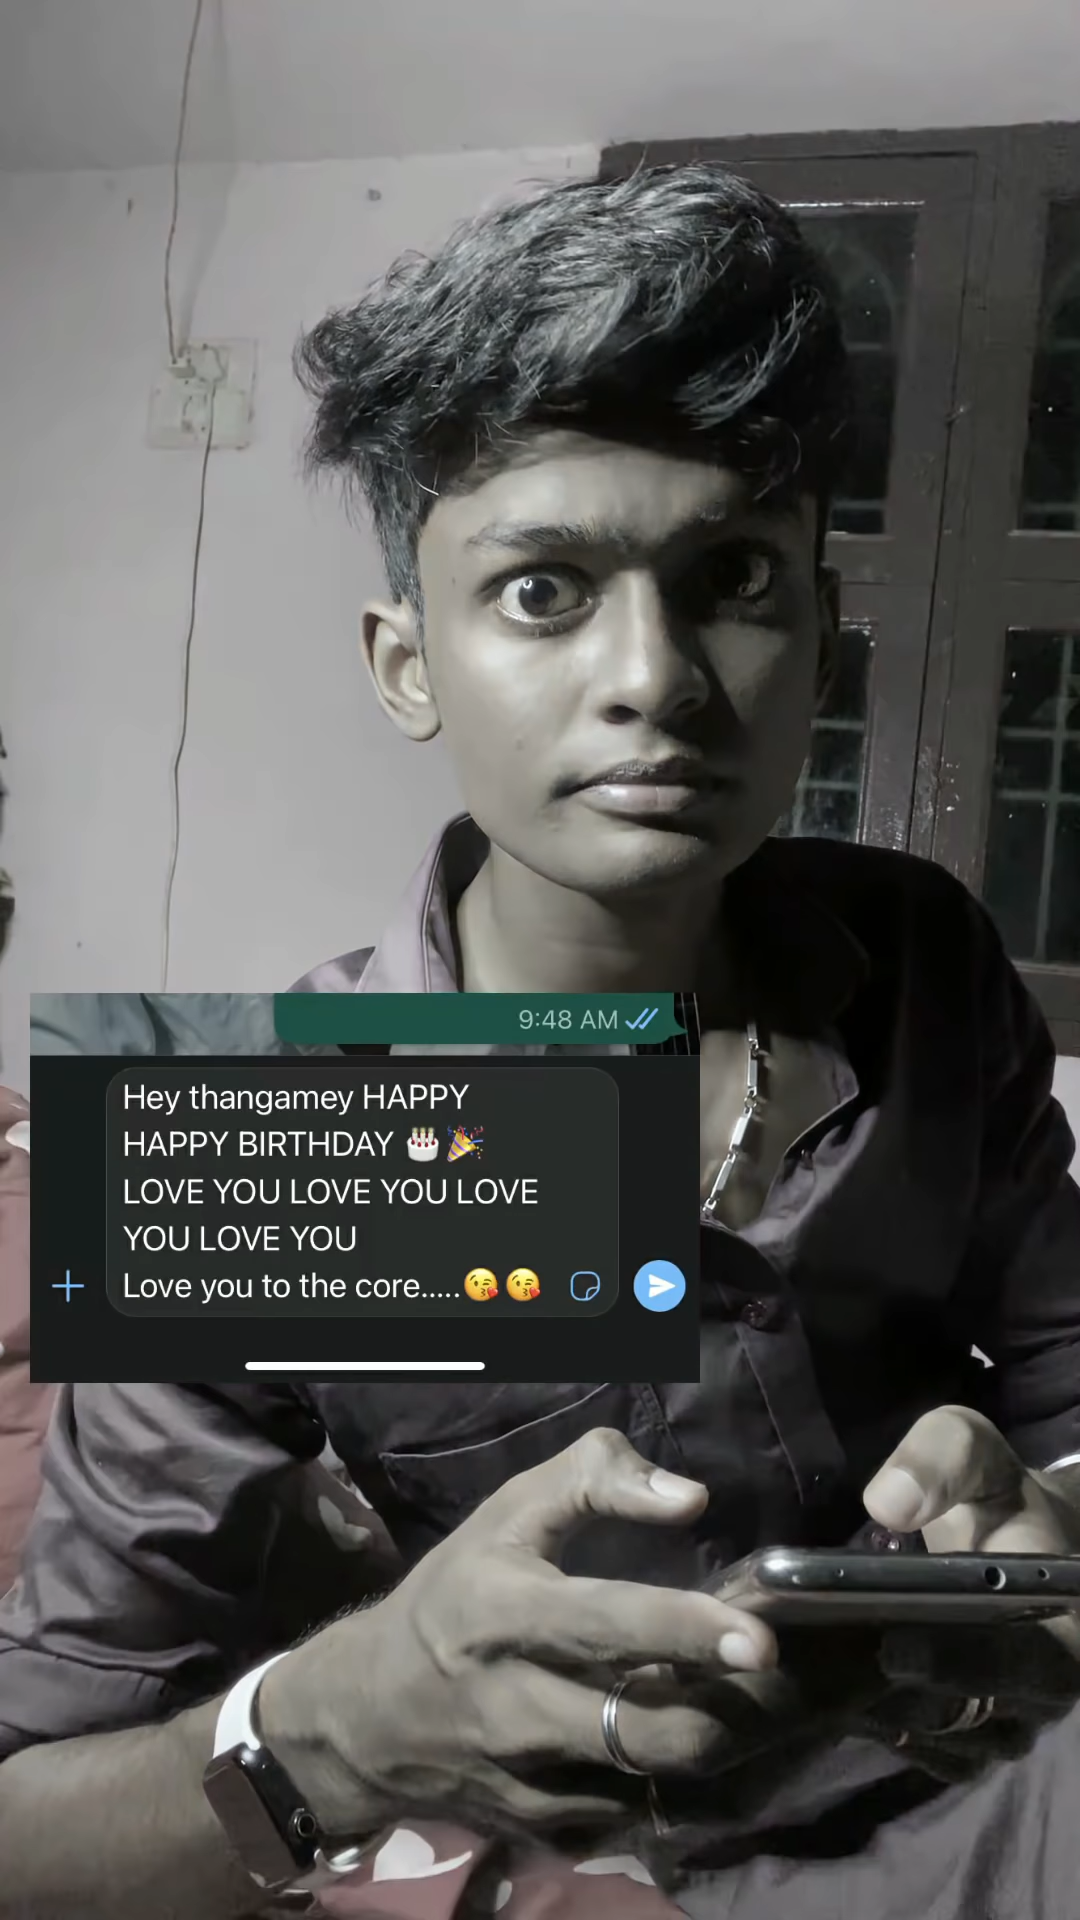 9:48 AM
Hey thangamey HAPPY
HAPPY BIRTHDAY 🎂🎉
LOVE YOU LOVE YOU LOVE
YOU LOVE YOU
Love you to the core.....😘😘